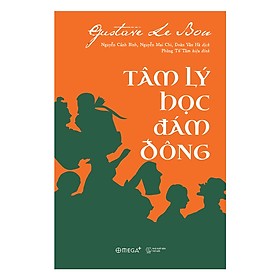 Gustave Le Bon
Nguyễn Cảnh Bình, Nguyễn Mai Chi, Đoàn Văn Hà dịch
Phùng Tố Tâm hiệu đính
TÂM LÝ
HỌC
ĐÁM
ĐÔNG
OMEGA+